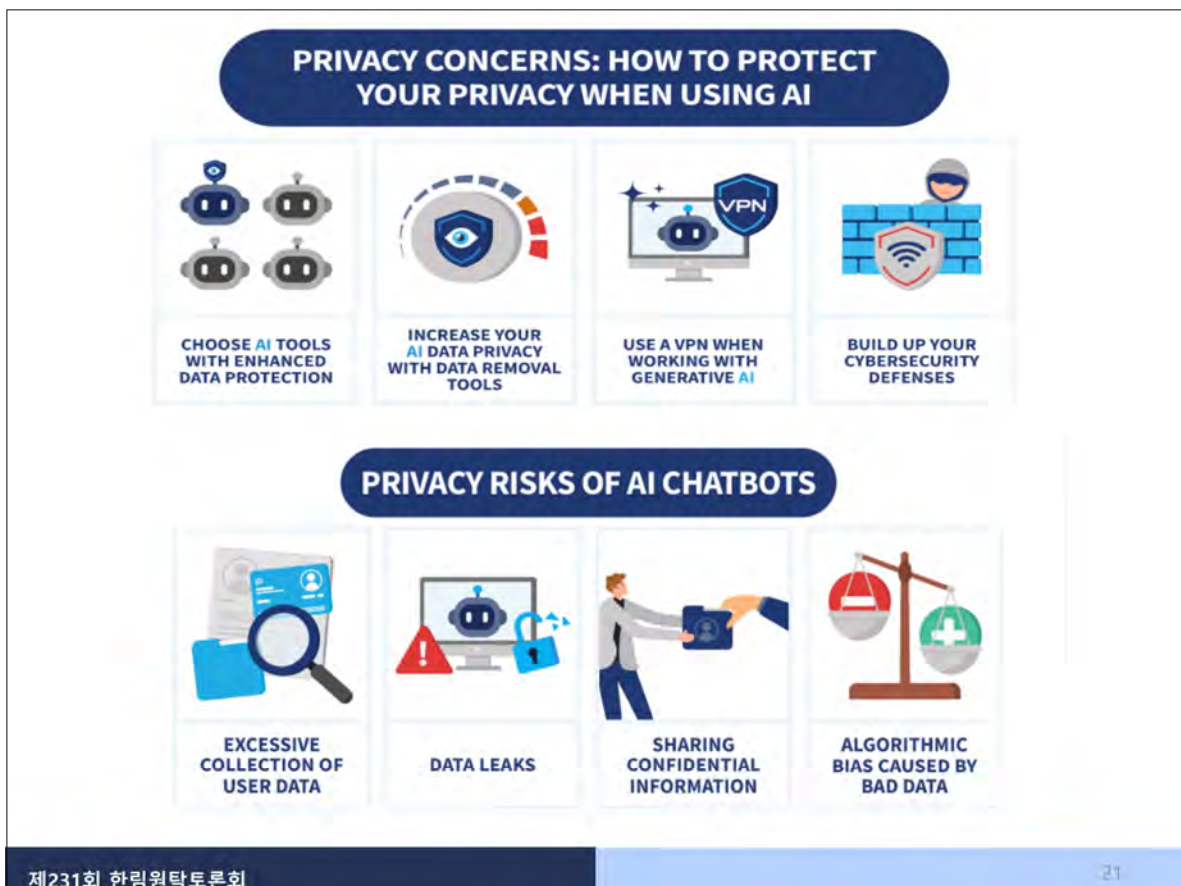 PRIVACY CONCERNS: HOW TO PROTECT
YOUR PRIVACY WHEN USING AI
VPN
CHOOSE AI TOOLS
WITH ENHANCED
DATA PROTECTION
INCREASE YOUR
AI DATA PRIVACY
WITH DATA REMOVAL
TOOLS
USE A VPN WHEN
WORKING WITH
GENERATIVE AI
BUILD UP YOUR
CYBERSECURITY
DEFENSES
PRIVACY RISKS OF AI CHATBOTS
EXCESSIVE
COLLECTION OF
USER DATA
DATA LEAKS
SHARING
CONFIDENTIAL
INFORMATION
ALGORITHMIC
BIAS CAUSED BY
BAD DATA
제231회 한림원탁토론회
21